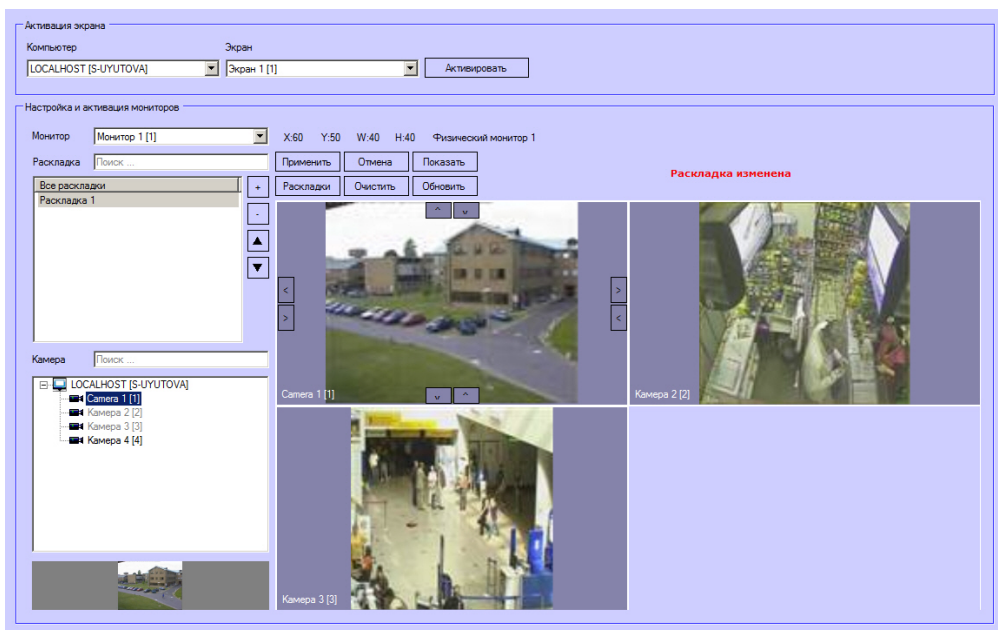 Активация экрана
Компьютер Экран
LOCALHOST [S-UYUTOVA] Экран 1 [1] Активировать
Настройка и активация мониторов
Монитор Монитор 1 [1] X:60 Y:50 W:40 H:40 Физический монитор 1
Раскладка Поиск ... Применить Отмена Показать
Раскладка изменена
Все раскладки + Раскладки Очистить Обновить
Раскладка 1
-
^ v
< >
> <
Камера Поиск ...
LOCALHOST [S-UYUTOVA]
Camera 1 [1]
Камера 2 [2]
Камера 3 [3]
Камера 4 [4]
Camera 1 [1] v ^ Камера 2 [2]
Камера 3 [3]